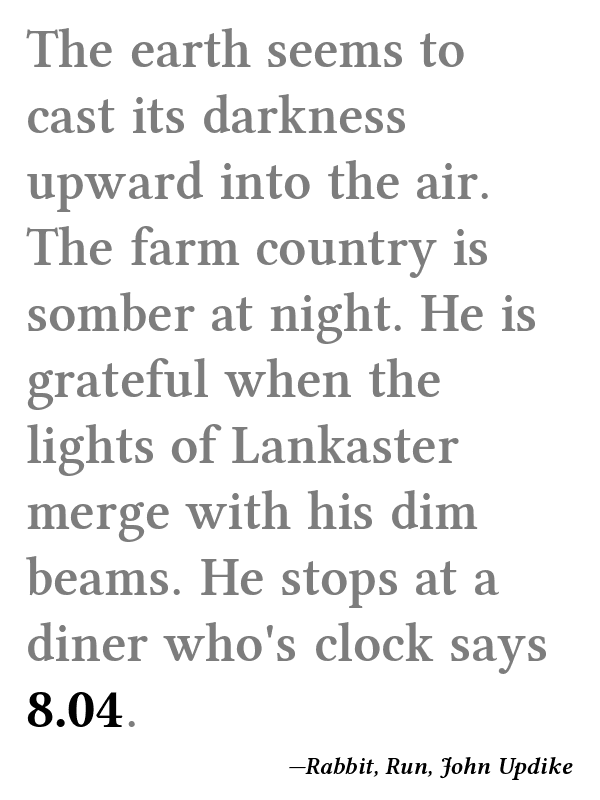 The earth seems to
cast its darkness
upward into the air.
The farm country is
somber at night. He is
grateful when the
lights of Lankaster
merge with his dim
beams. He stops at a
diner who's clock says
8.04.
—Rabbit, Run, John Updike